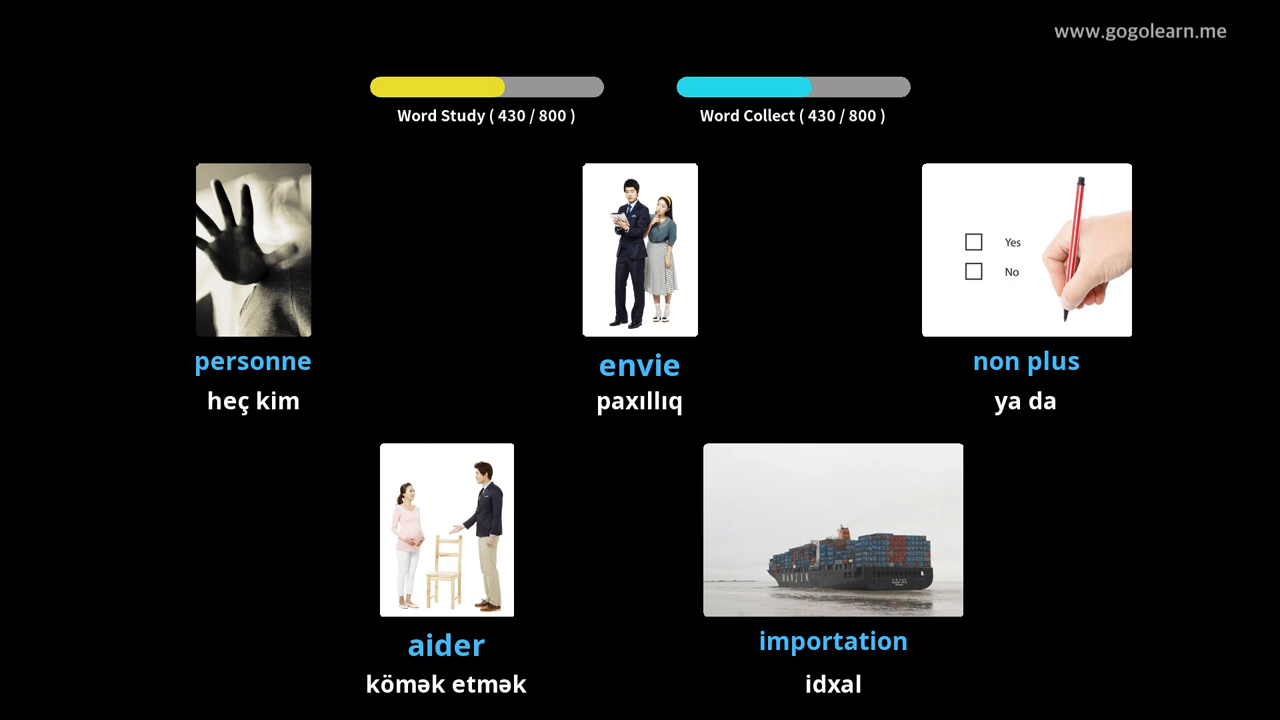 www.gogolearn.me
Word Study ( 430 / 800 )
Word Collect ( 430 / 800 )
Yes
No
personne
heç kim
envie
paxıllıq
non plus
ya da
HANJIN
aider
kömək etmək
importation
idxal